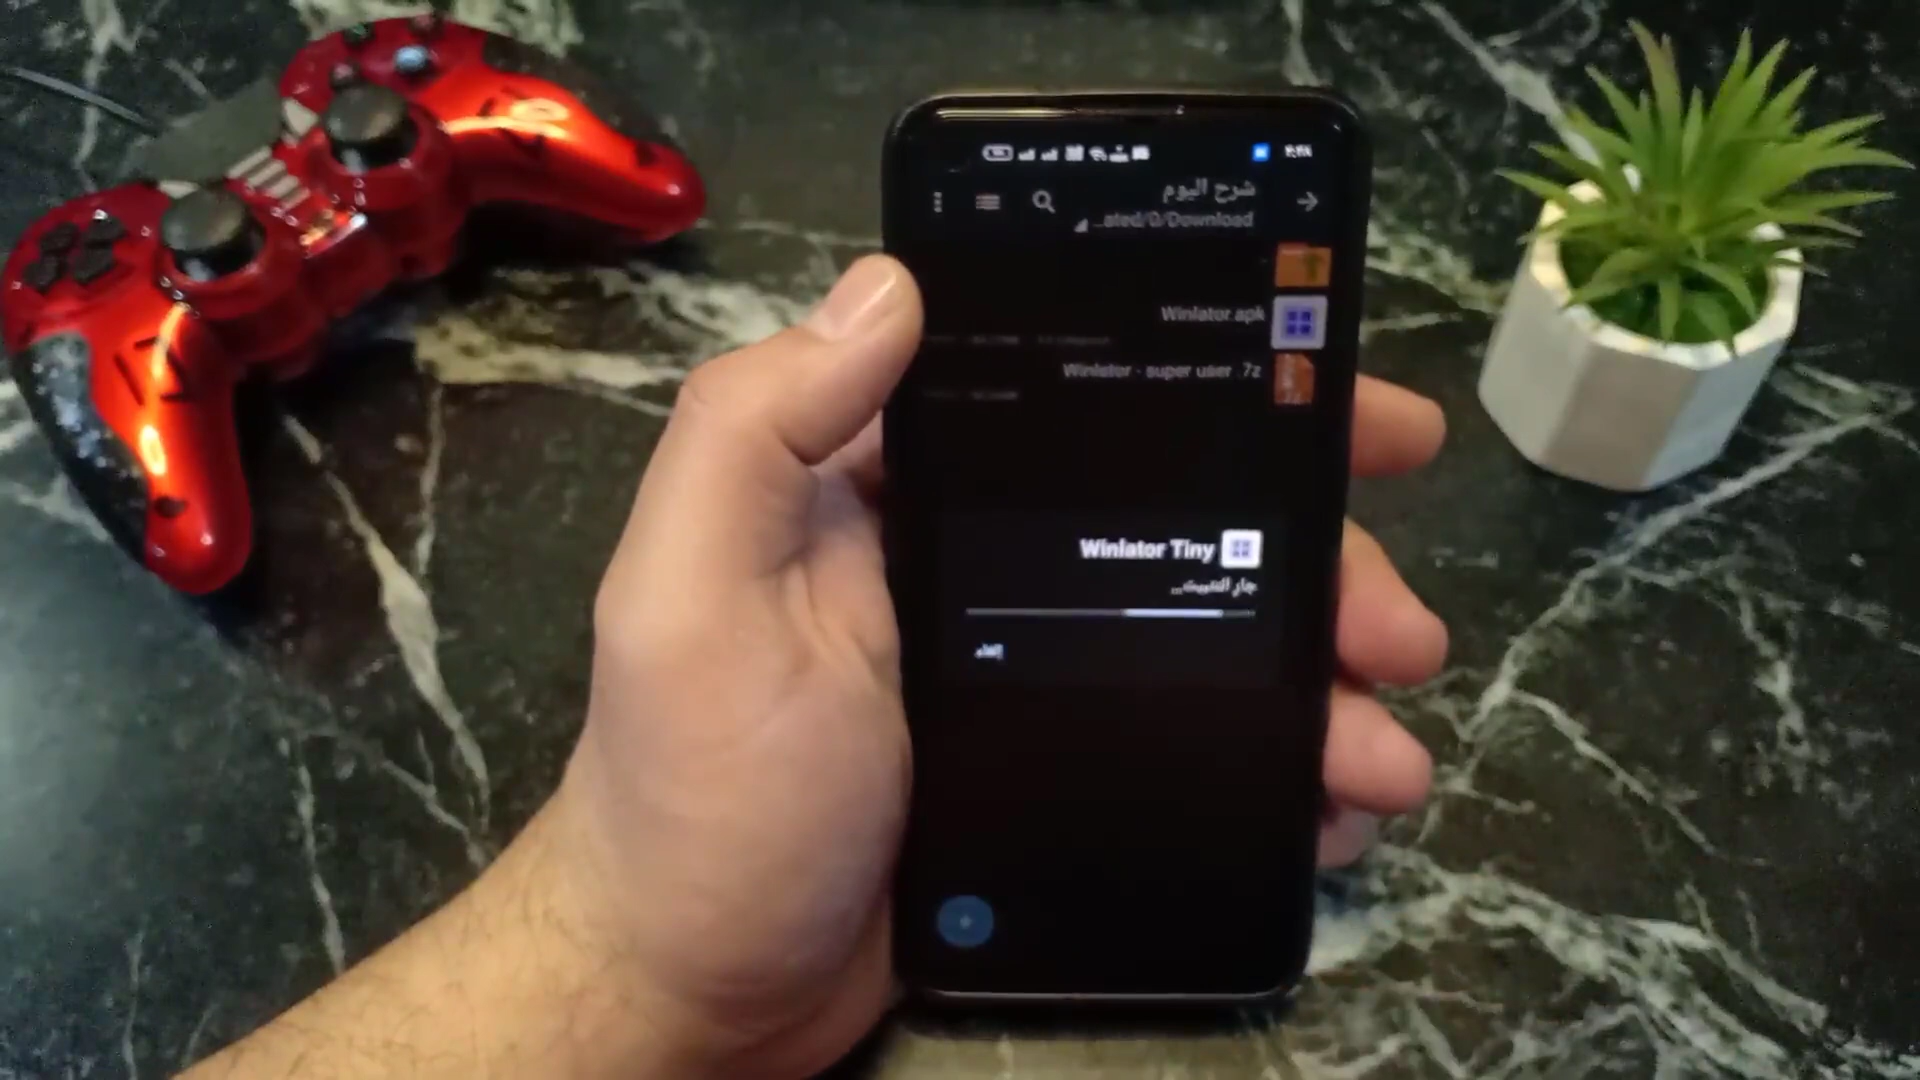 شرح اليوم
...ated/0/Download
Winlator.apk
Winlator - super user .7z
Winlator Tiny
جارٍ التثبيت...
إلغاء